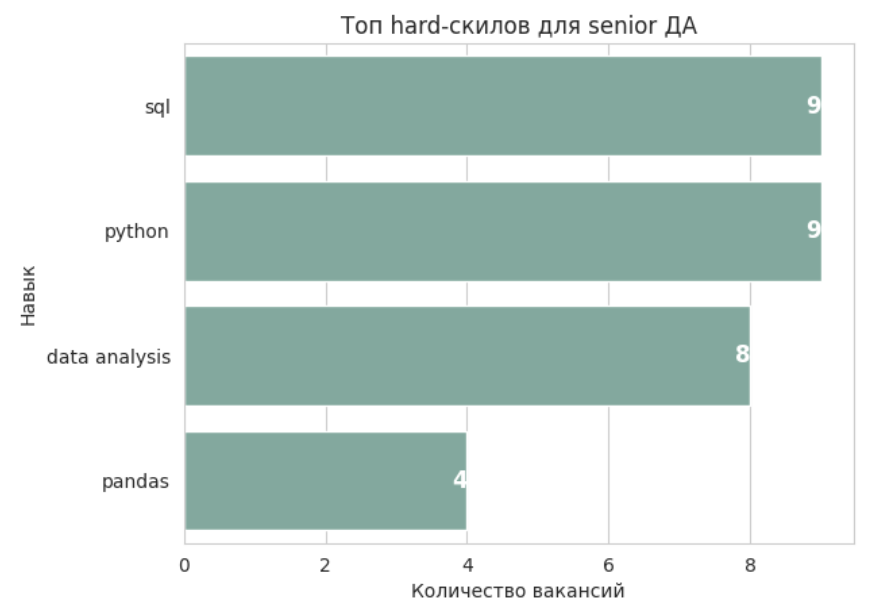 Топ hard-скилов для senior ДА
sql
9
python
9
Навык
data analysis
8
pandas
4
0 2 4 6 8
Количество вакансий